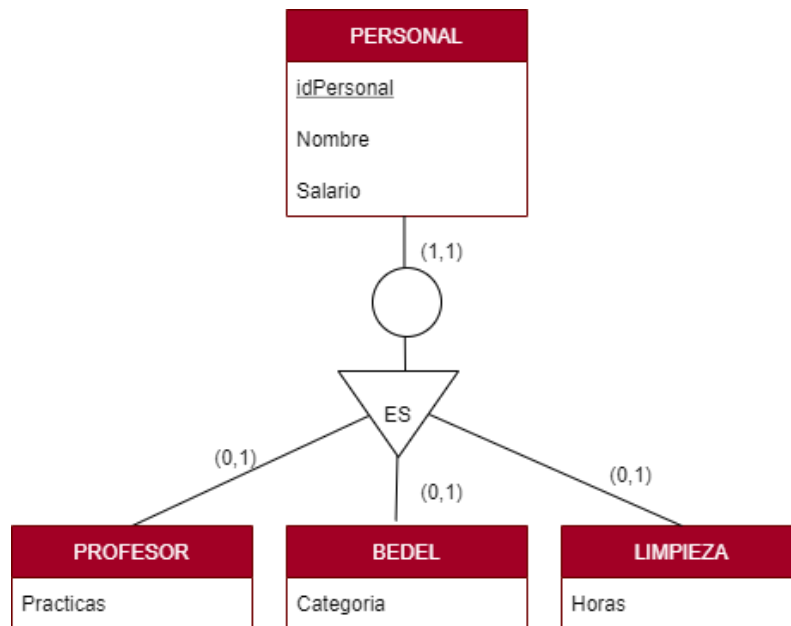 PERSONAL
idPersonal
Nombre
Salario
(1,1)
ES
(0,1)
(0,1)
(0,1)
PROFESOR
BEDEL
LIMPIEZA
Practicas
Categoria
Horas